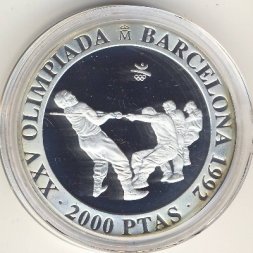 XXV OLIMPIADA BARCELONA 1992
M
· 2000 PTAS ·